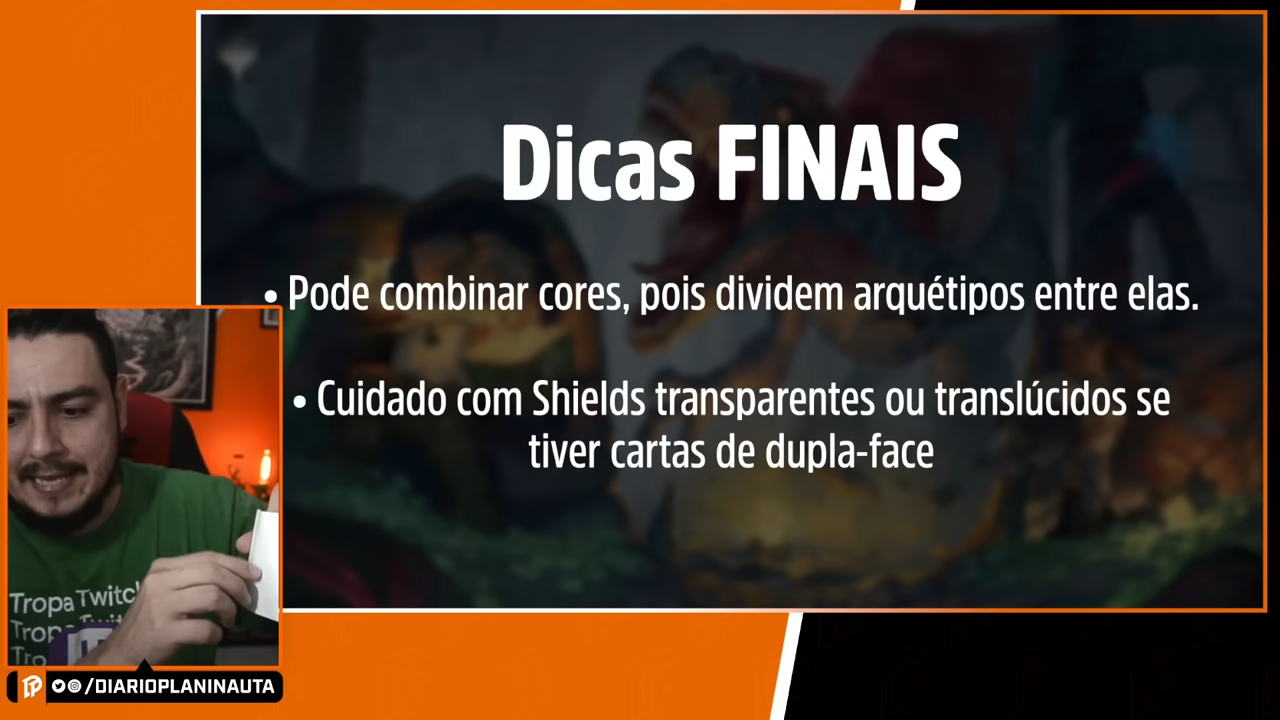 Dicas FINAIS
• Pode combinar cores, pois dividem arquétipos entre elas.
• Cuidado com Shields transparentes ou translúcidos se
tiver cartas de dupla-face
Tropa Twitch
/DIARIOPLANINAUTA